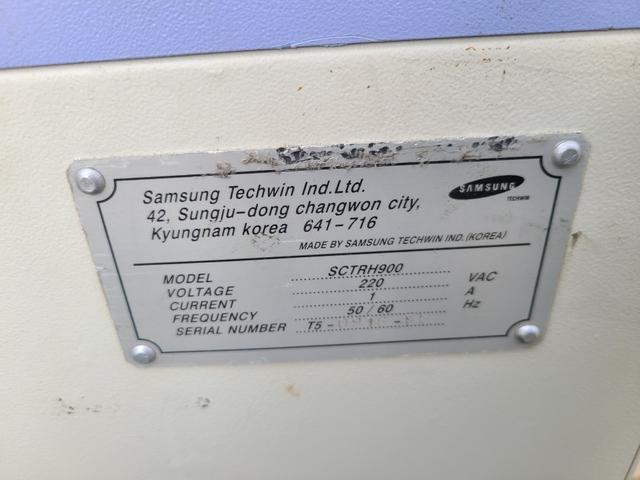 Samsung Techwin Ind.Ltd.
42, Sungju-dong changwon city,
Kyungnam korea 641-716
SAMSUNG
TECHWIN
MADE BY SAMSUNG TECHWIN IND.(KOREA)
MODEL SCTRH900
VOLTAGE 220 VAC
CURRENT 1 A
FREQUENCY 50/60 Hz
SERIAL NUMBER T5-